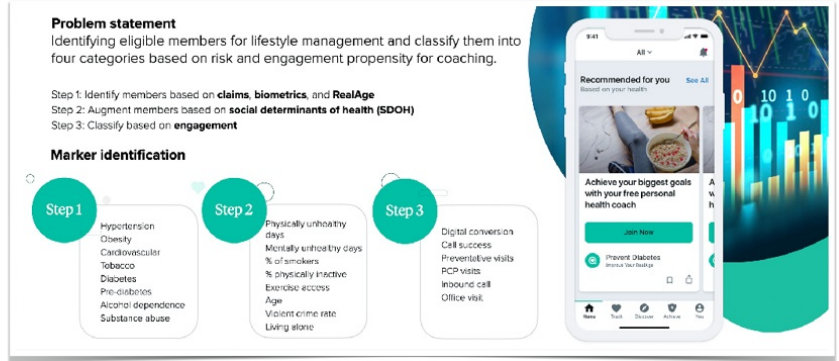 Problem statement
Identifying eligible members for lifestyle management and classify them into
four categories based on risk and engagement propensity for coaching.
Step 1: Identify members based on claims, biometrics, and RealAge
Step 2: Augment members based on social determinants of health (SDOH)
Step 3: Classify based on engagement
Marker identification
Step 1
Hypertension
Obesity
Cardiovascular
Tobacco
Diabetes
Pre-diabetes
Alcohol dependence
Substance abuse
Step 2
Physically unhealthy
days
Mentally unhealthy days
% of smokers
% physically inactive
Exercise access
Age
Violent crime rate
Living alone
Step 3
Digital conversion
Call success
Preventative visits
PCP visits
Inbound call
Office visit
9:41
All
Recommended for you See All
Based on your health
Achieve your biggest goals
with your free personal
health coach
Join Now
Prevent Diabetes
Improve Your RealAge
Home Track Discover Achieve You
A
w
h
0 10 1 0
10 1 0